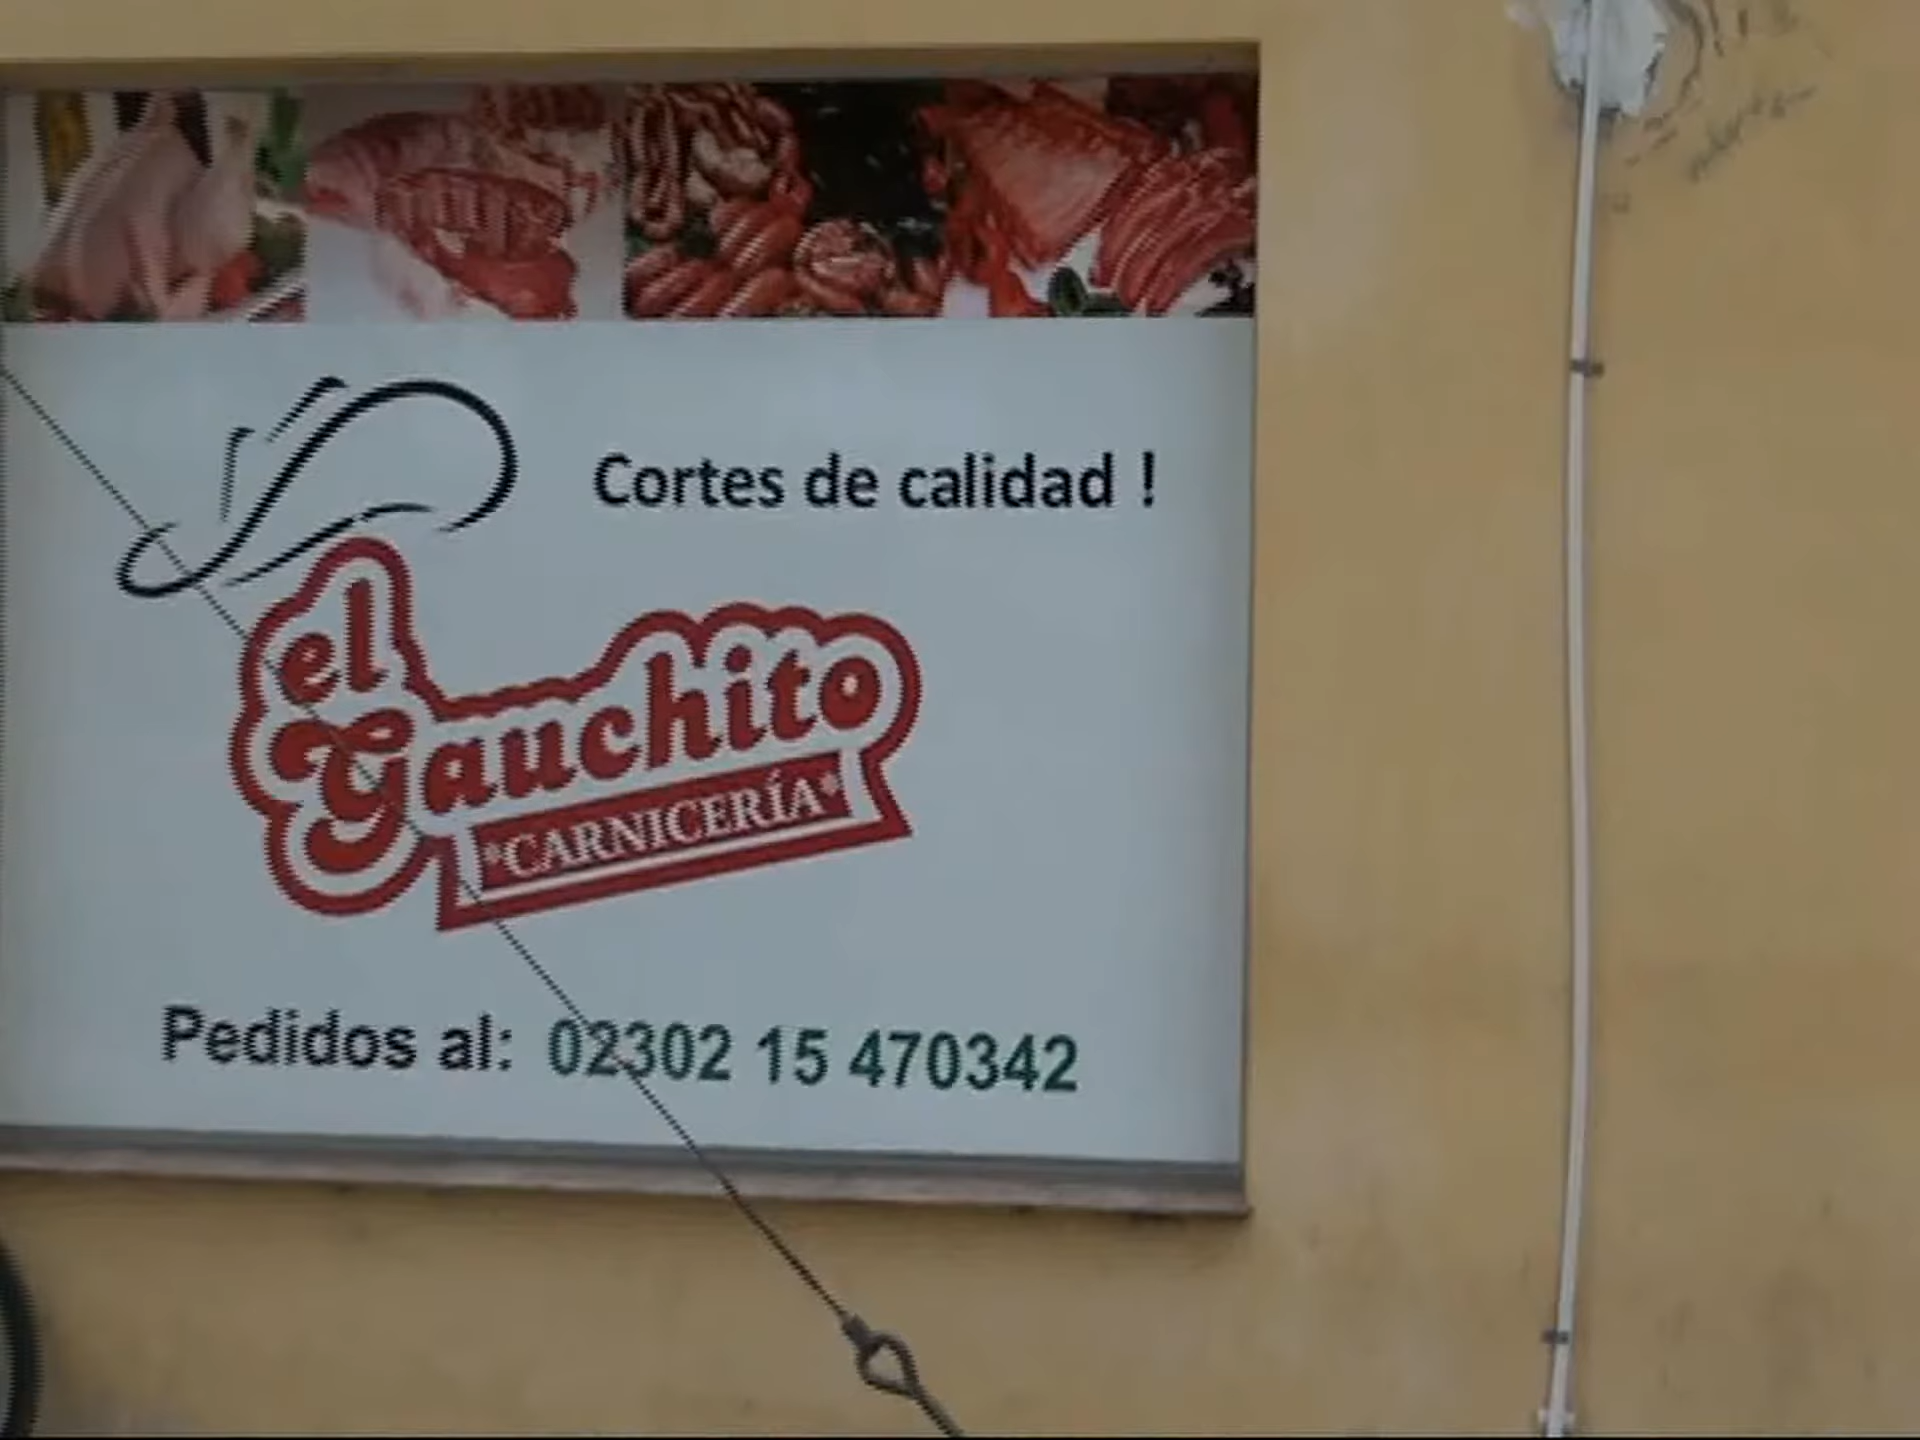 Cortes de calidad !
el
Gauchito
*CARNICERÍA*
Pedidos al: 02302 15 470342